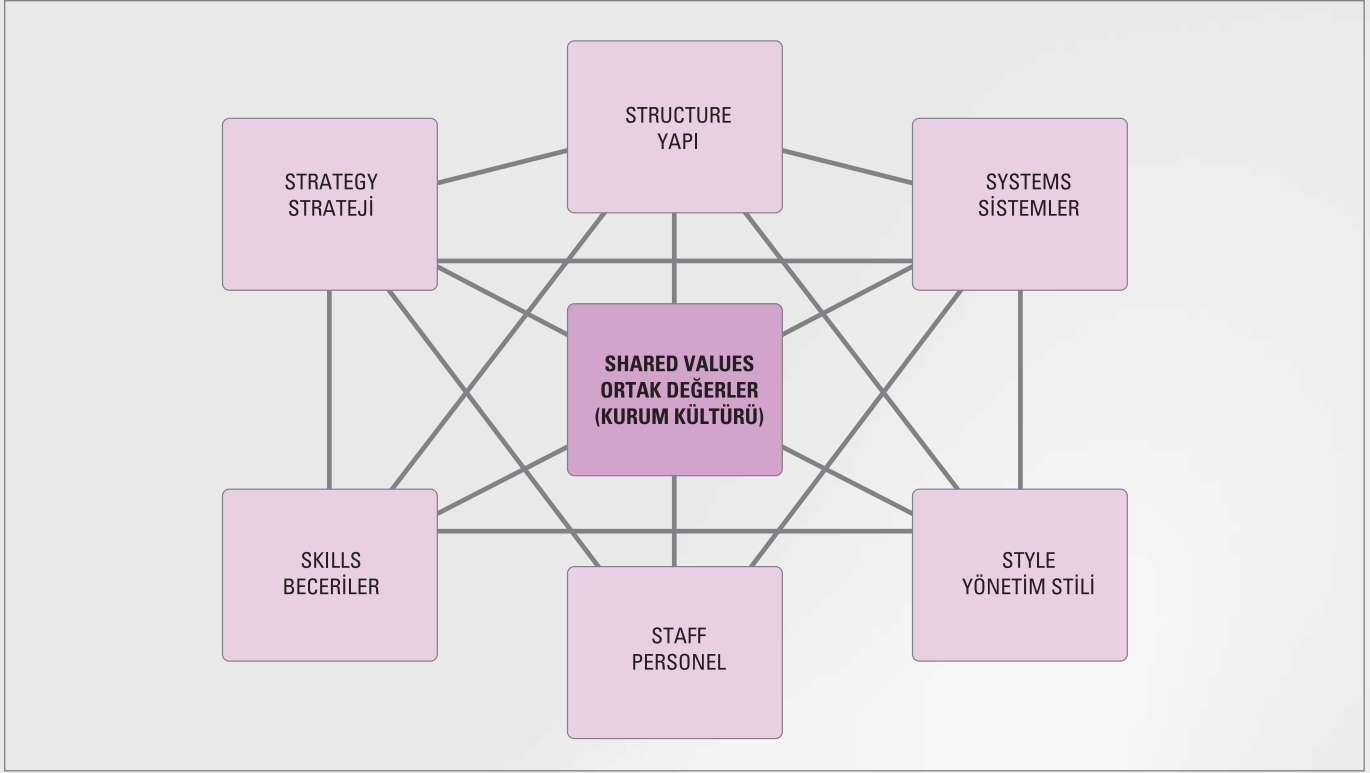 STRUCTURE
YAPI
STRATEGY
STRATEJİ
SYSTEMS
SİSTEMLER
SHARED VALUES
ORTAK DEĞERLER
(KURUM KÜLTÜRÜ)
SKILLS
BECERİLER
STYLE
YÖNETİM STİLİ
STAFF
PERSONEL